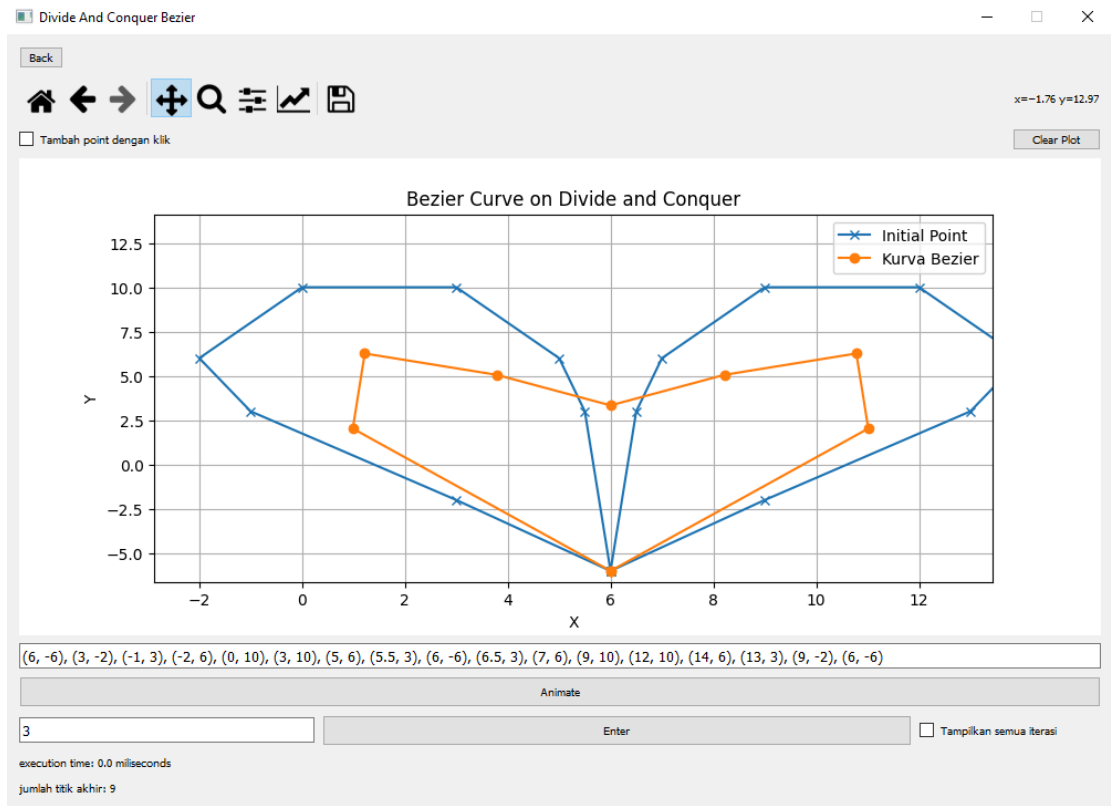 Divide And Conquer Bezier
Back
x=−1.76 y=12.97
Tambah point dengan klik
Clear Plot
Bezier Curve on Divide and Conquer
Initial Point
Kurva Bezier
12.5
10.0
7.5
5.0
2.5
0.0
−2.5
−5.0
Y
−2 0 2 4 6 8 10 12
X
(6, -6), (3, -2), (-1, 3), (-2, 6), (0, 10), (3, 10), (5, 6), (5.5, 3), (6, -6), (6.5, 3), (7, 6), (9, 10), (12, 10), (14, 6), (13, 3), (9, -2), (6, -6)
Animate
3
Enter
Tampilkan semua iterasi
execution time: 0.0 miliseconds
jumlah titik akhir: 9